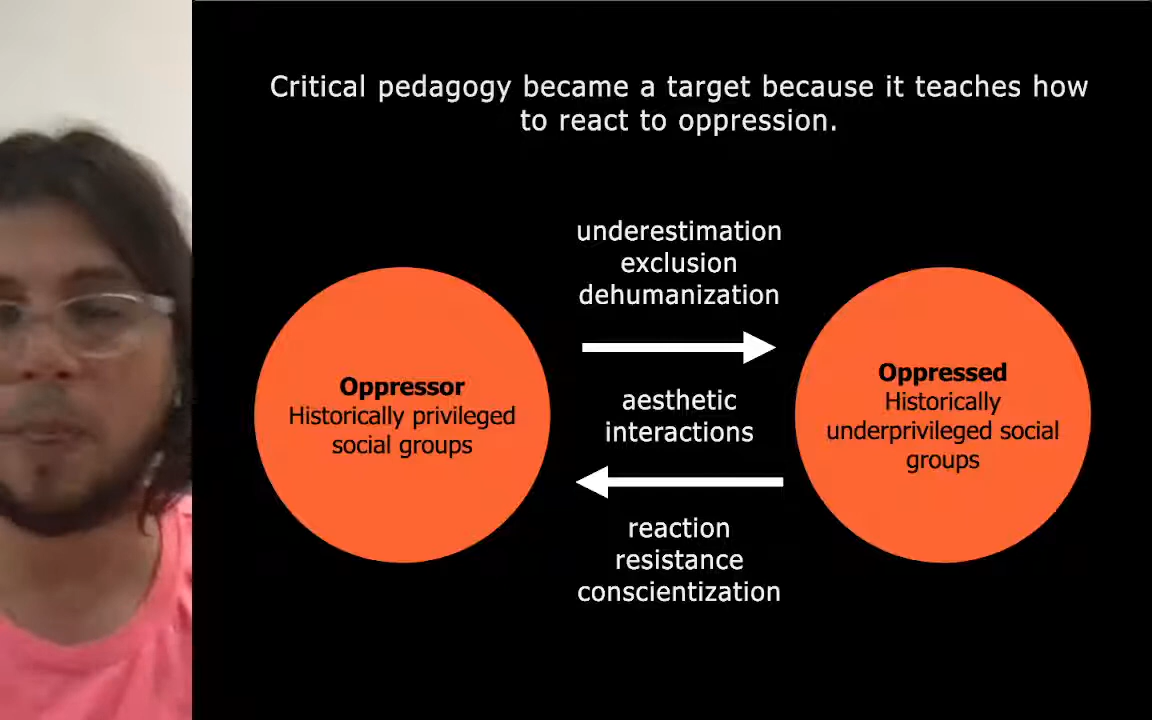 Critical pedagogy became a target because it teaches how
to react to oppression.
underestimation
exclusion
dehumanization
Oppressor
Historically privileged
social groups
aesthetic
interactions
Oppressed
Historically
underprivileged social
groups
reaction
resistance
conscientization